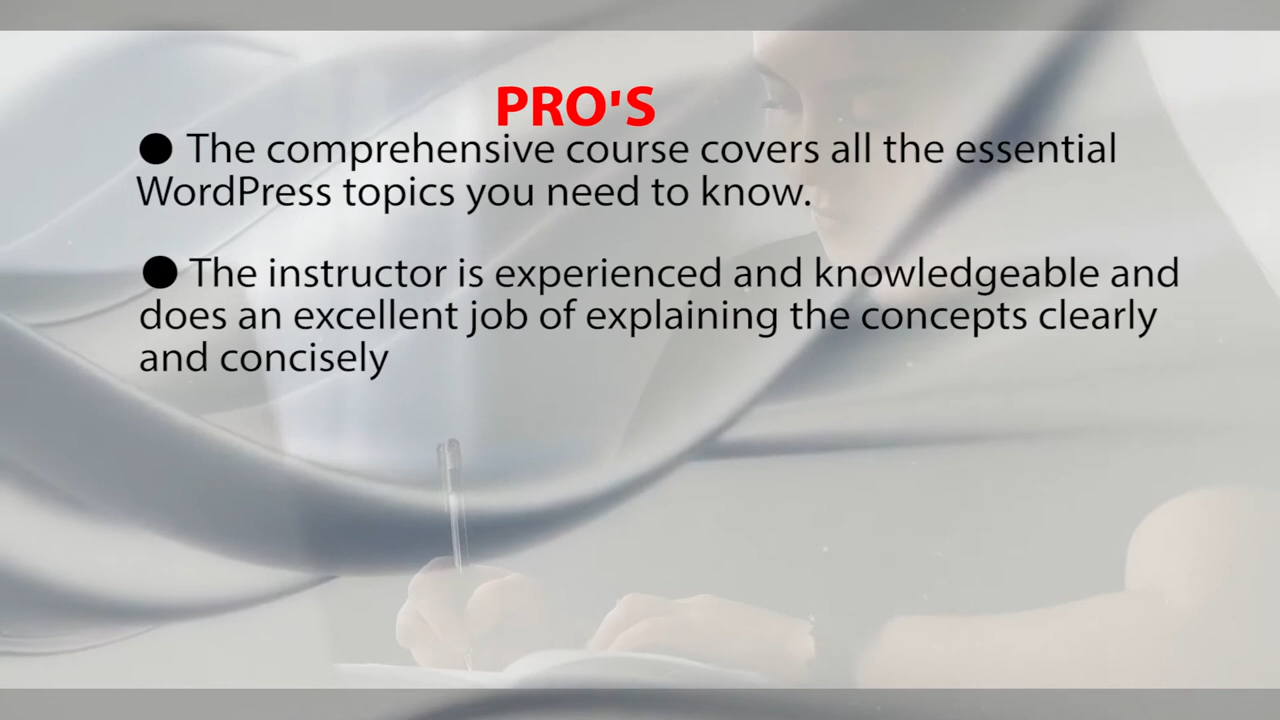 PRO'S
● The comprehensive course covers all the essential
WordPress topics you need to know.
● The instructor is experienced and knowledgeable and
does an excellent job of explaining the concepts clearly
and concisely